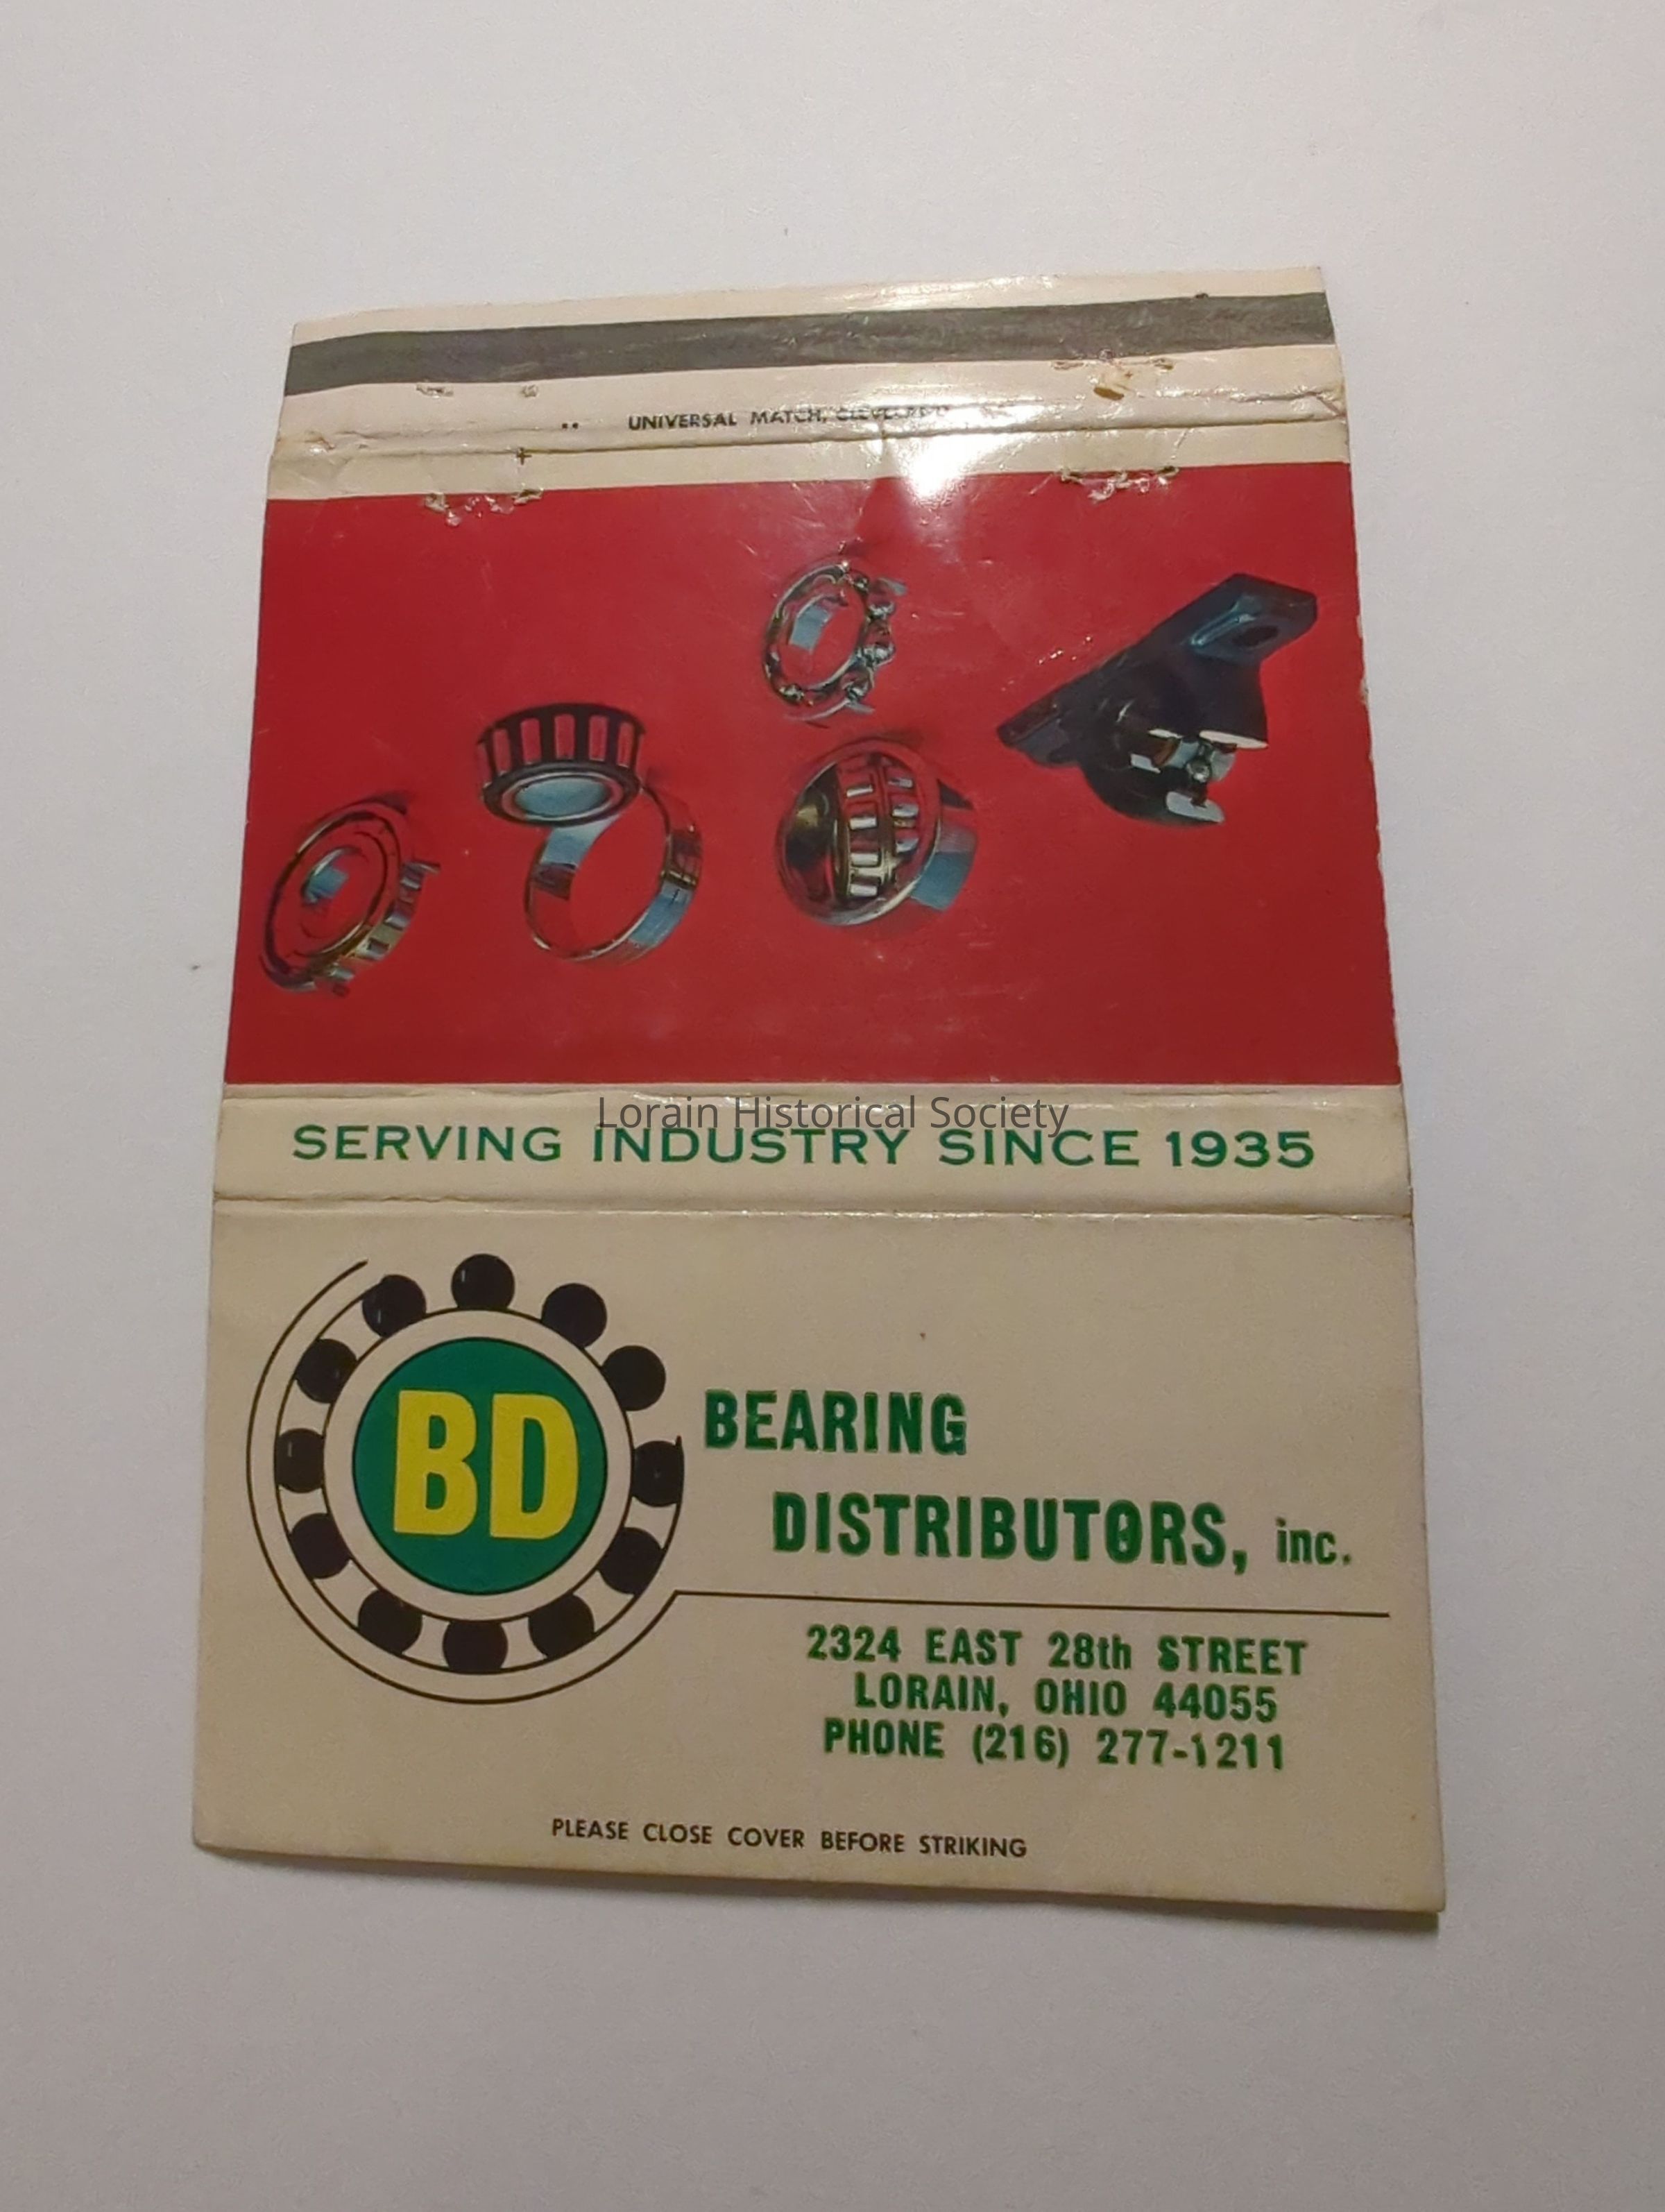 UNIVERSAL MATCH, CLEVELAND
Lorain Historical Society
SERVING INDUSTRY SINCE 1935
BD
BEARING
DISTRIBUTORS, inc.
2324 EAST 28th STREET
LORAIN, OHIO 44055
PHONE (216) 277-1211
PLEASE CLOSE COVER BEFORE STRIKING